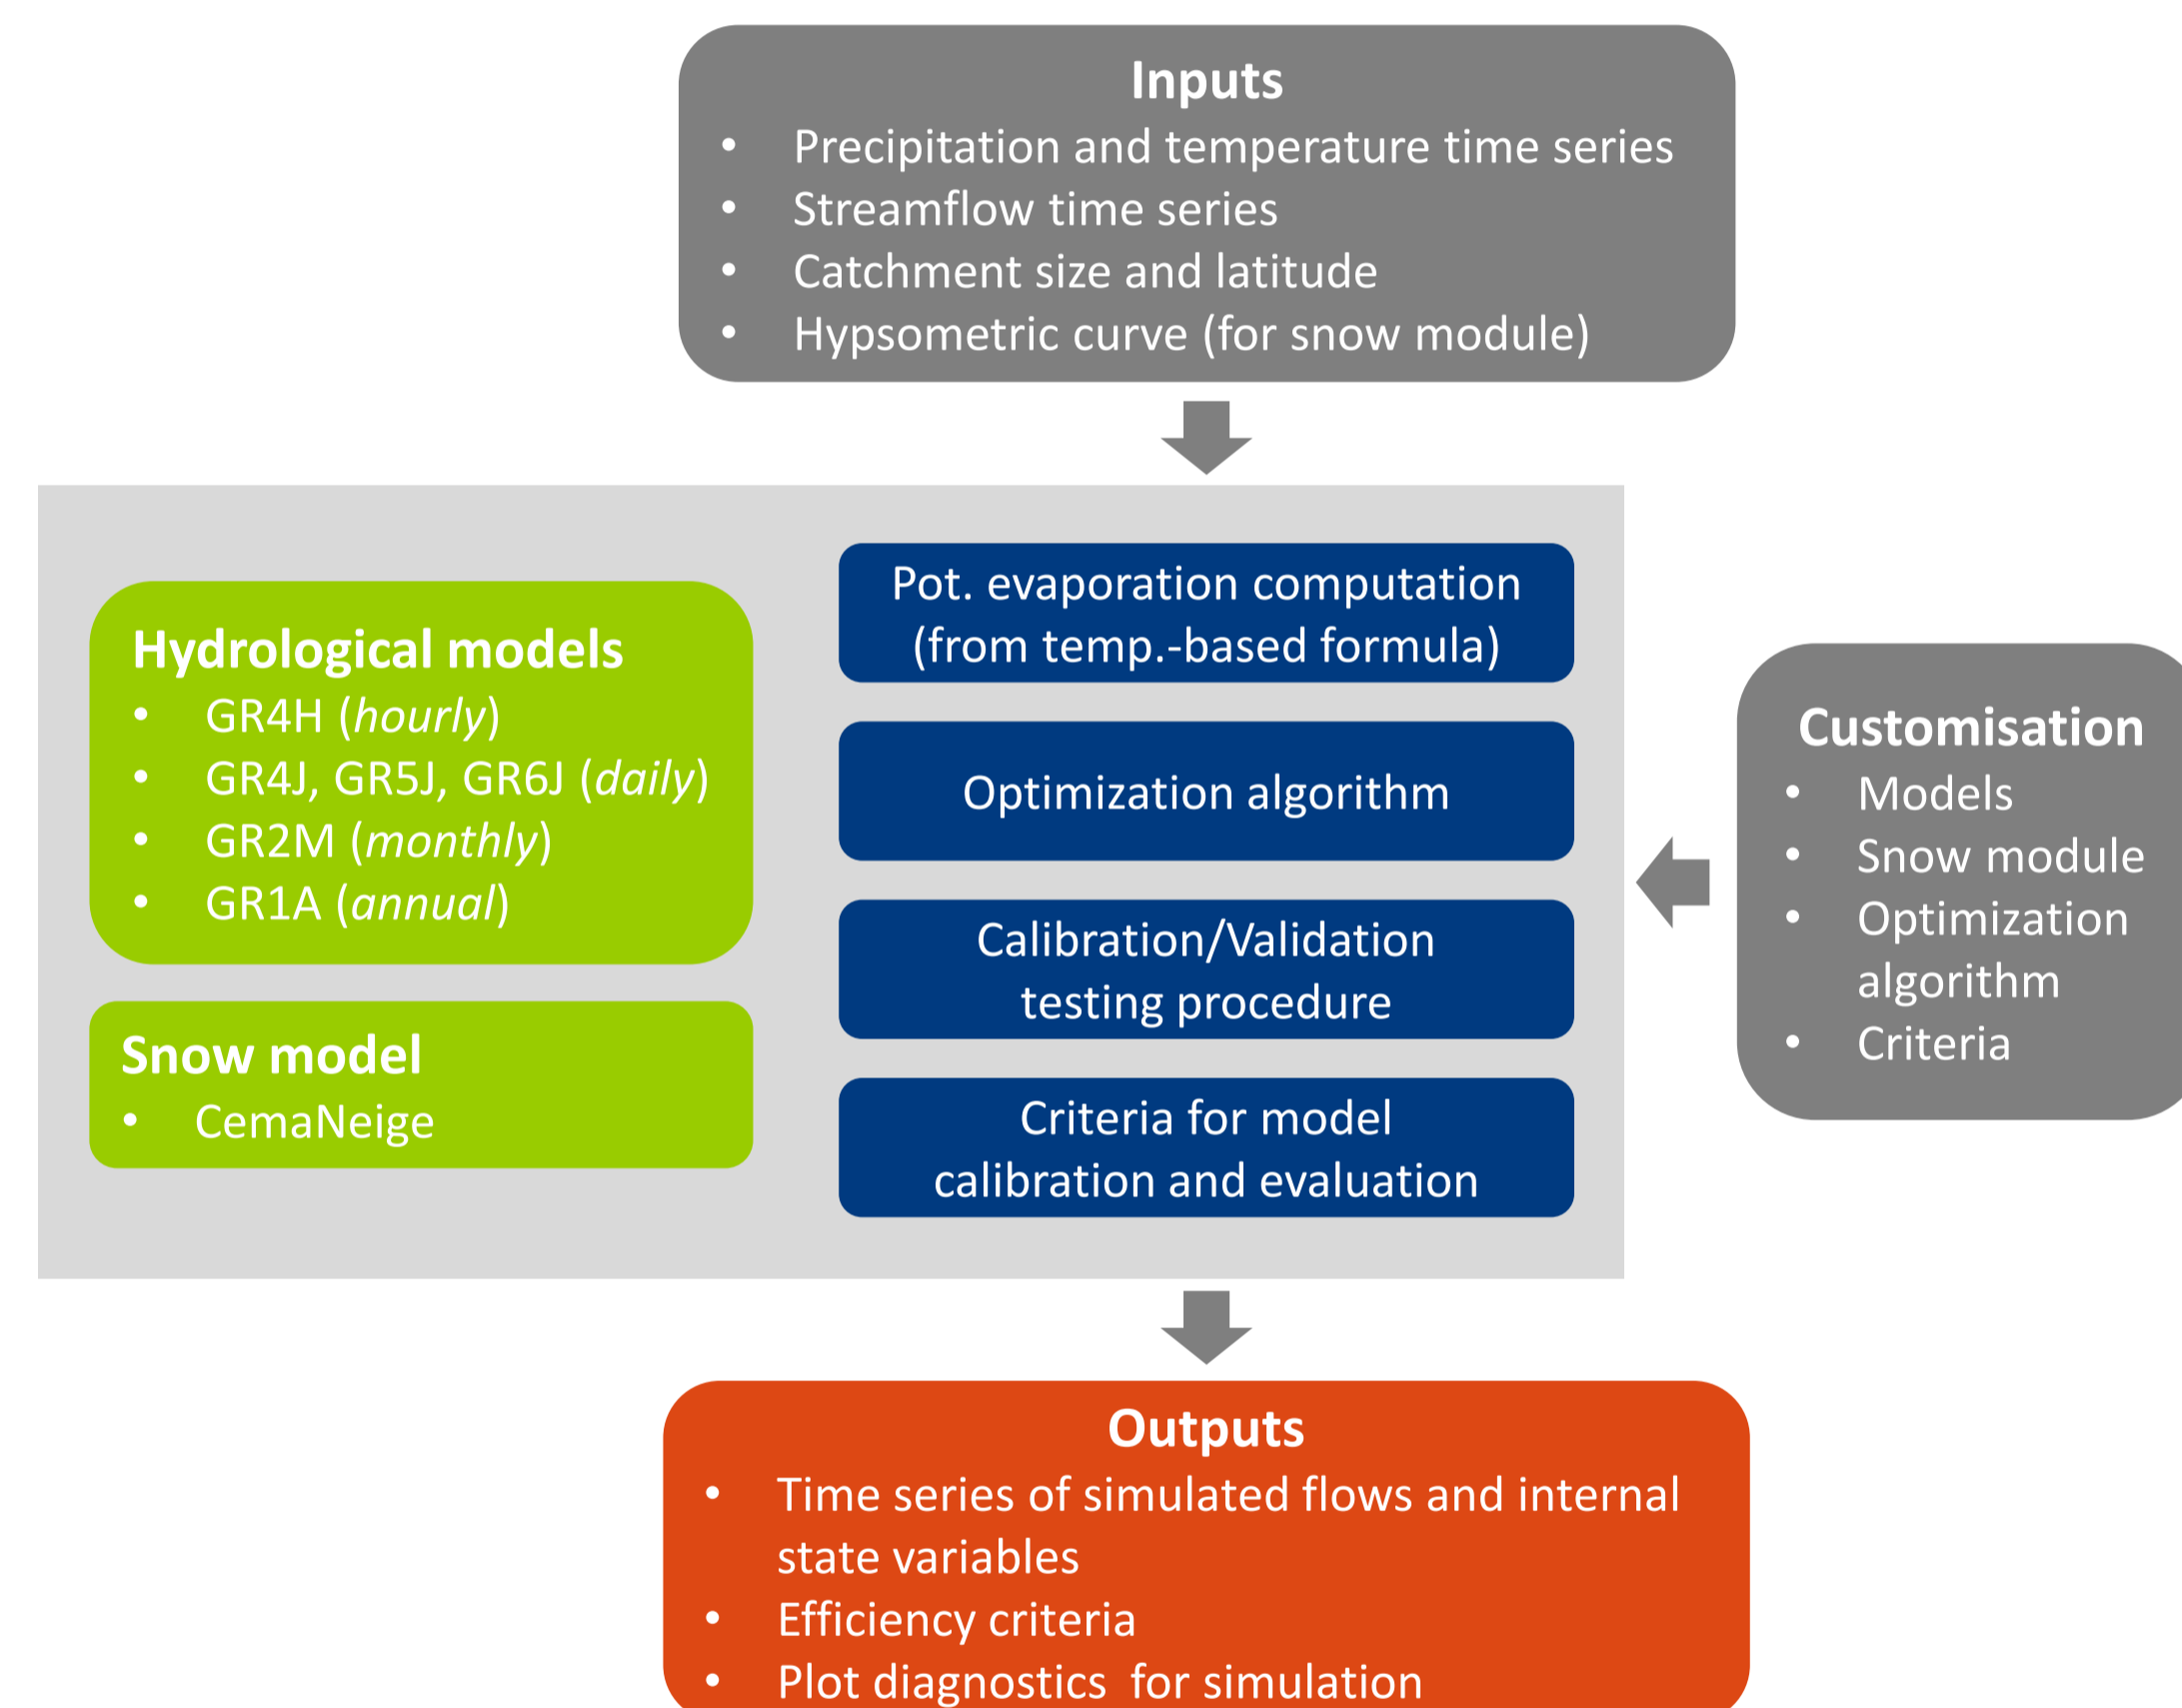 Inputs
• Precipitation and temperature time series
• Streamflow time series
• Catchment size and latitude
• Hypsometric curve (for snow module)
Hydrological models
• GR4H (hourly)
• GR4J, GR5J, GR6J (daily)
• GR2M (monthly)
• GR1A (annual)
Snow model
• CemaNeige
Pot. evaporation computation
(from temp.-based formula)
Optimization algorithm
Calibration/Validation
testing procedure
Criteria for model
calibration and evaluation
Customisation
• Models
• Snow module
• Optimization
algorithm
• Criteria
Outputs
• Time series of simulated flows and internal
state variables
• Efficiency criteria
• Plot diagnostics for simulation